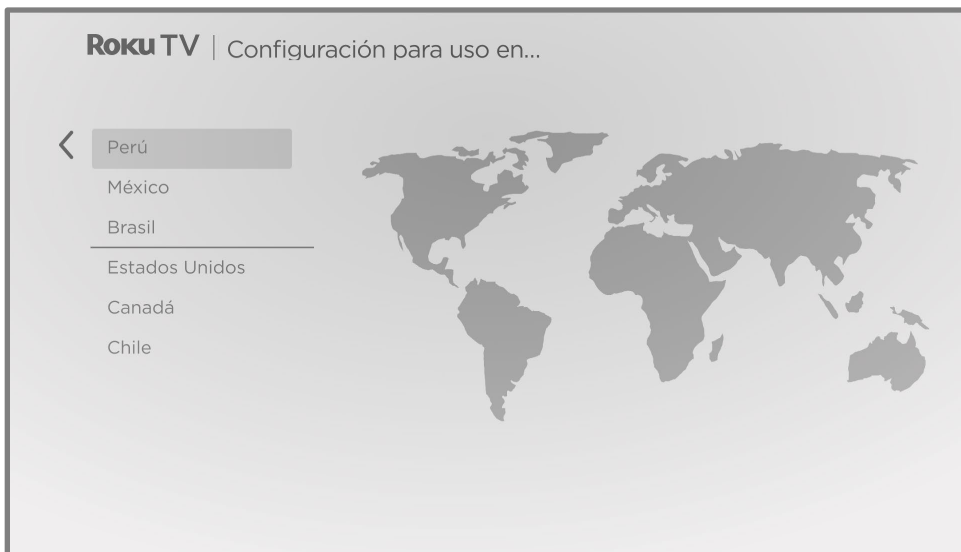 Roku TV | Configuración para uso en...
Perú
México
Brasil
Estados Unidos
Canadá
Chile